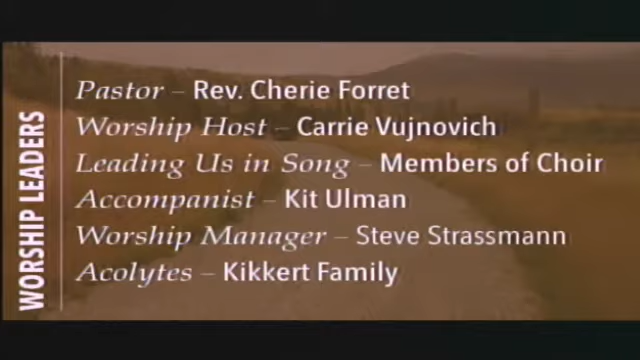 WORSHIP LEADERS
Pastor – Rev. Cherie Forret
Worship Host – Carrie Vujnovich
Leading Us in Song – Members of Choir
Accompanist – Kit Ulman
Worship Manager – Steve Strassmann
Acolytes – Kikkert Family